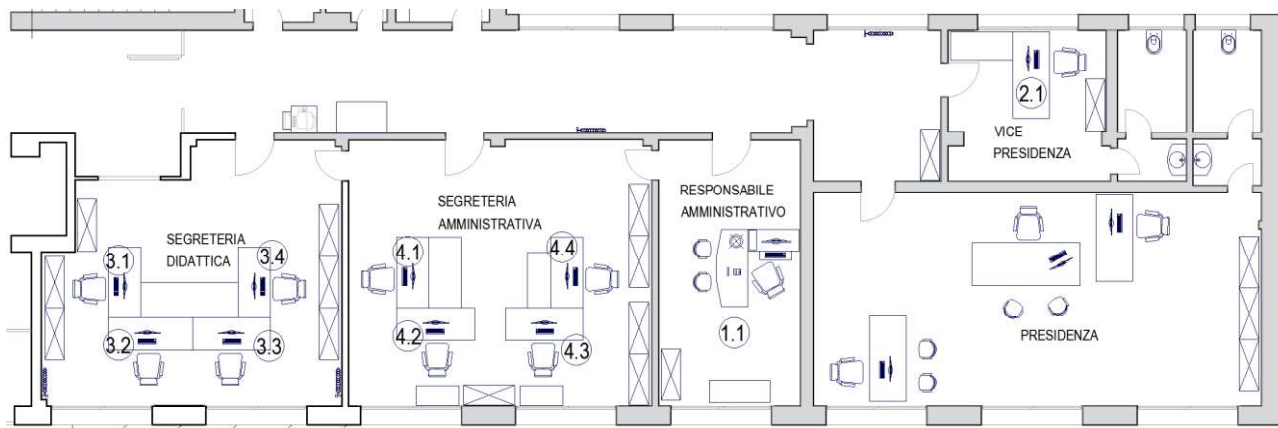 2.1
VICE
PRESIDENZA
SEGRETERIA
DIDATTICA
3.1
3.4
3.2
3.3
SEGRETERIA
AMMINISTRATIVA
4.1
4.4
4.2
4.3
RESPONSABILE
AMMINISTRATIVO
1.1
PRESIDENZA